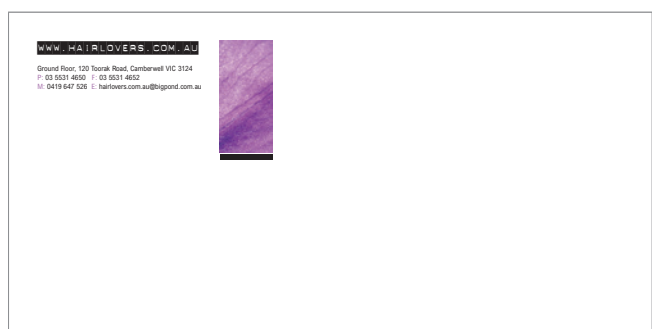 WWW.HAIRLOVERS.COM.AU
Ground Floor, 120 Toorak Road, Camberwell VIC 3124
P: 03 5531 4650 F: 03 5531 4652
M: 0419 647 526 E: hairlovers.com.au@bigpond.com.au